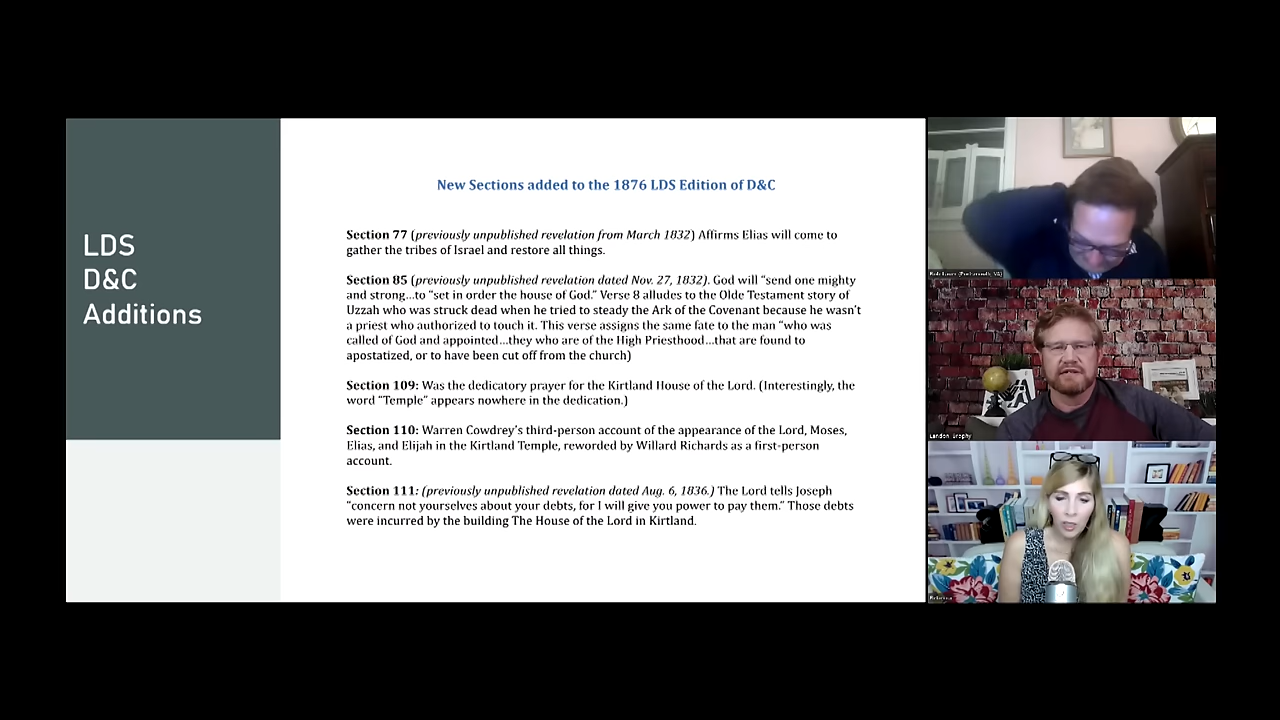 LDS
D&C
Additions
New Sections added to the 1876 LDS Edition of D&C
Section 77 (previously unpublished revelation from March 1832) Affirms Elias will come to
gather the tribes of Israel and restore all things.
Section 85 (previously unpublished revelation dated Nov. 27, 1832). God will “send one mighty
and strong…to “set in order the house of God.” Verse 8 alludes to the Olde Testament story of
Uzzah who was struck dead when he tried to steady the Ark of the Covenant because he wasn’t
a priest who authorized to touch it. This verse assigns the same fate to the man “who was
called of God and appointed…they who are of the High Priesthood…that are found to
apostatized, or to have been cut off from the church)
Section 109: Was the dedicatory prayer for the Kirtland House of the Lord. (Interestingly, the
word “Temple” appears nowhere in the dedication.)
Section 110: Warren Cowdrey’s third-person account of the appearance of the Lord, Moses,
Elias, and Elijah in the Kirtland Temple, reworded by Willard Richards as a first-person
account.
Section 111: (previously unpublished revelation dated Aug. 6, 1836.) The Lord tells Joseph
“concern not yourselves about your debts, for I will give you power to pay them.” Those debts
were incurred by the building The House of the Lord in Kirtland.
Landon Brophy